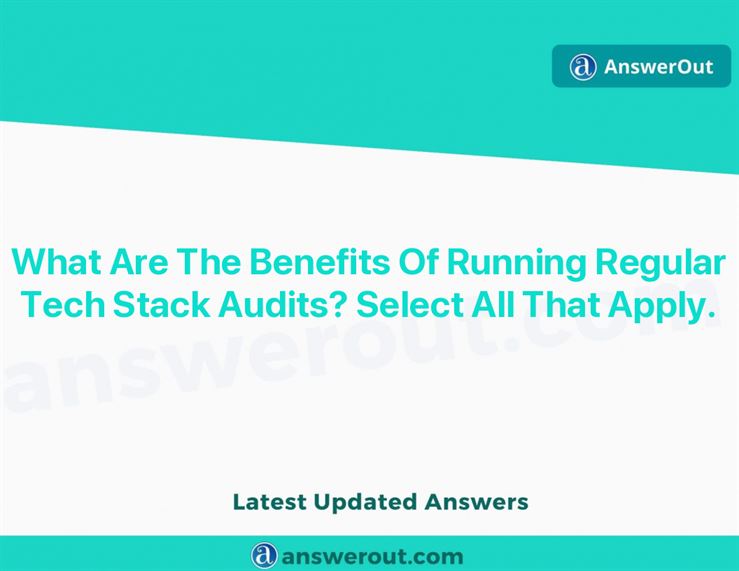 AnswerOut
What Are The Benefits Of Running Regular
Tech Stack Audits? Select All That Apply.
answerout.com
Latest Updated Answers
answerout.com